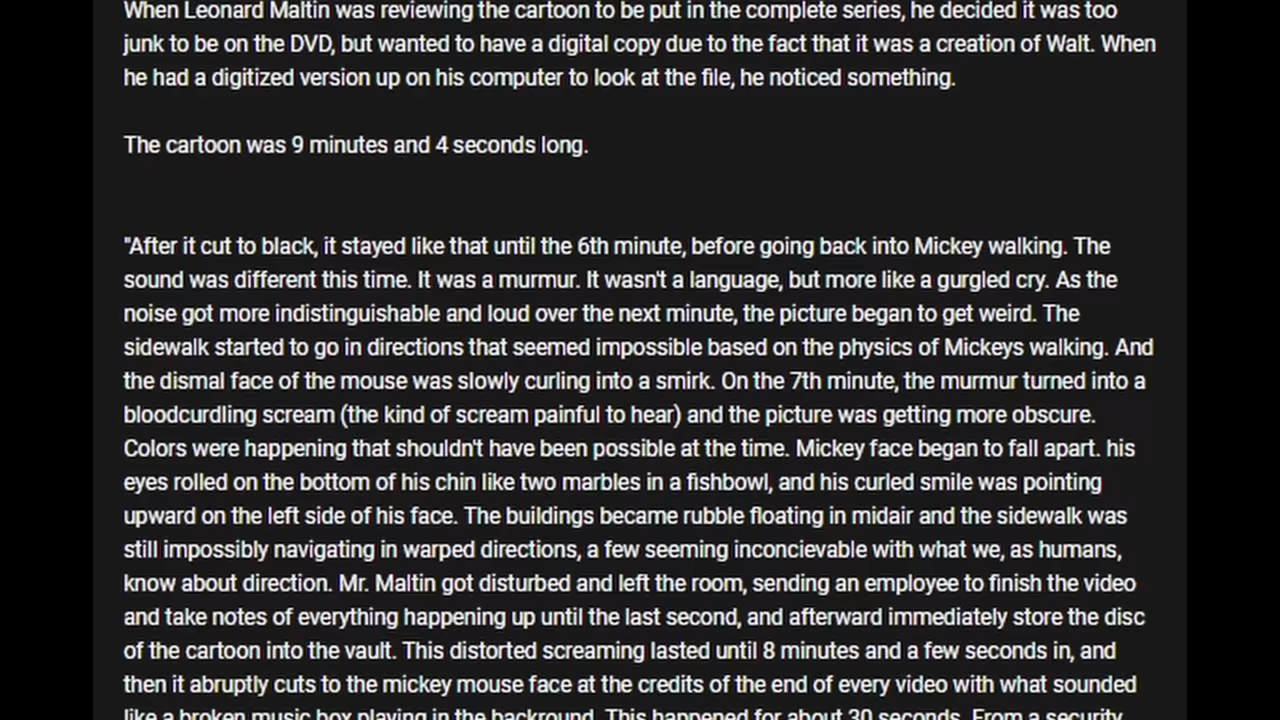 When Leonard Maltin was reviewing the cartoon to be put in the complete series, he decided it was too
junk to be on the DVD, but wanted to have a digital copy due to the fact that it was a creation of Walt. When
he had a digitized version up on his computer to look at the file, he noticed something.
The cartoon was 9 minutes and 4 seconds long.
"After it cut to black, it stayed like that until the 6th minute, before going back into Mickey walking. The
sound was different this time. It was a murmur. It wasn't a language, but more like a gurgled cry. As the
noise got more indistinguishable and loud over the next minute, the picture began to get weird. The
sidewalk started to go in directions that seemed impossible based on the physics of Mickeys walking. And
the dismal face of the mouse was slowly curling into a smirk. On the 7th minute, the murmur turned into a
bloodcurdling scream (the kind of scream painful to hear) and the picture was getting more obscure.
Colors were happening that shouldn't have been possible at the time. Mickey face began to fall apart. his
eyes rolled on the bottom of his chin like two marbles in a fishbowl, and his curled smile was pointing
upward on the left side of his face. The buildings became rubble floating in midair and the sidewalk was
still impossibly navigating in warped directions, a few seeming inconcievable with what we, as humans,
know about direction. Mr. Maltin got disturbed and left the room, sending an employee to finish the video
and take notes of everything happening up until the last second, and afterward immediately store the disc
of the cartoon into the vault. This distorted screaming lasted until 8 minutes and a few seconds in, and
then it abruptly cuts to the mickey mouse face at the credits of the end of every video with what sounded
like a broken music box playing in the backround. This happened for about 30 seconds. From a security